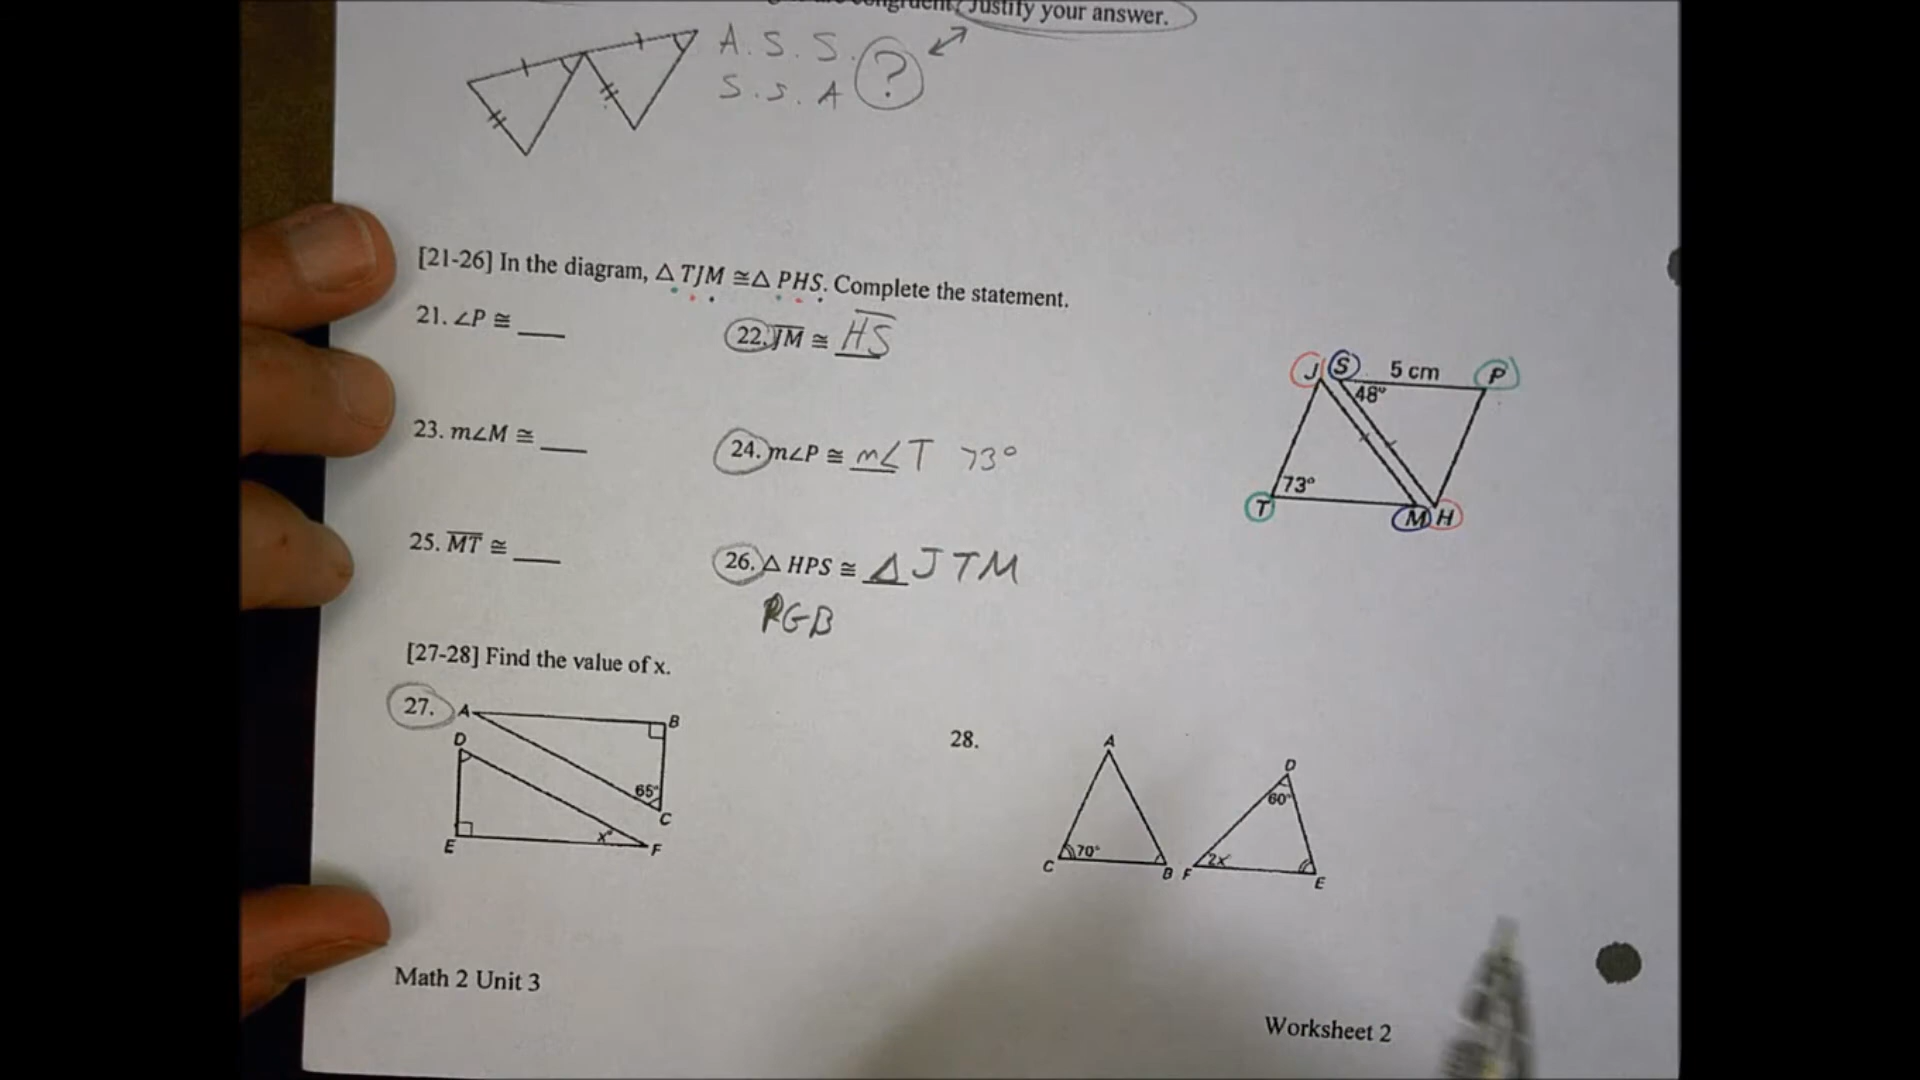 Justify your answer.
A.S.S.
S.S.A ?
[21-26] In the diagram, △ TJM ≅△ PHS. Complete the statement.
21. ∠P ≅ ___
22. JM ≅ HS
23. m∠M ≅ ___
24. m∠P ≅ m∠T 73°
25. MT ≅ ___
26. △ HPS ≅ △JTM
RGB
J S 5 cm P
48°
73°
T M H
[27-28] Find the value of x.
27. A B
D
65°
C
x°
E F
28.
A
D
60°
70° 2x
C B F E
Math 2 Unit 3
Worksheet 2